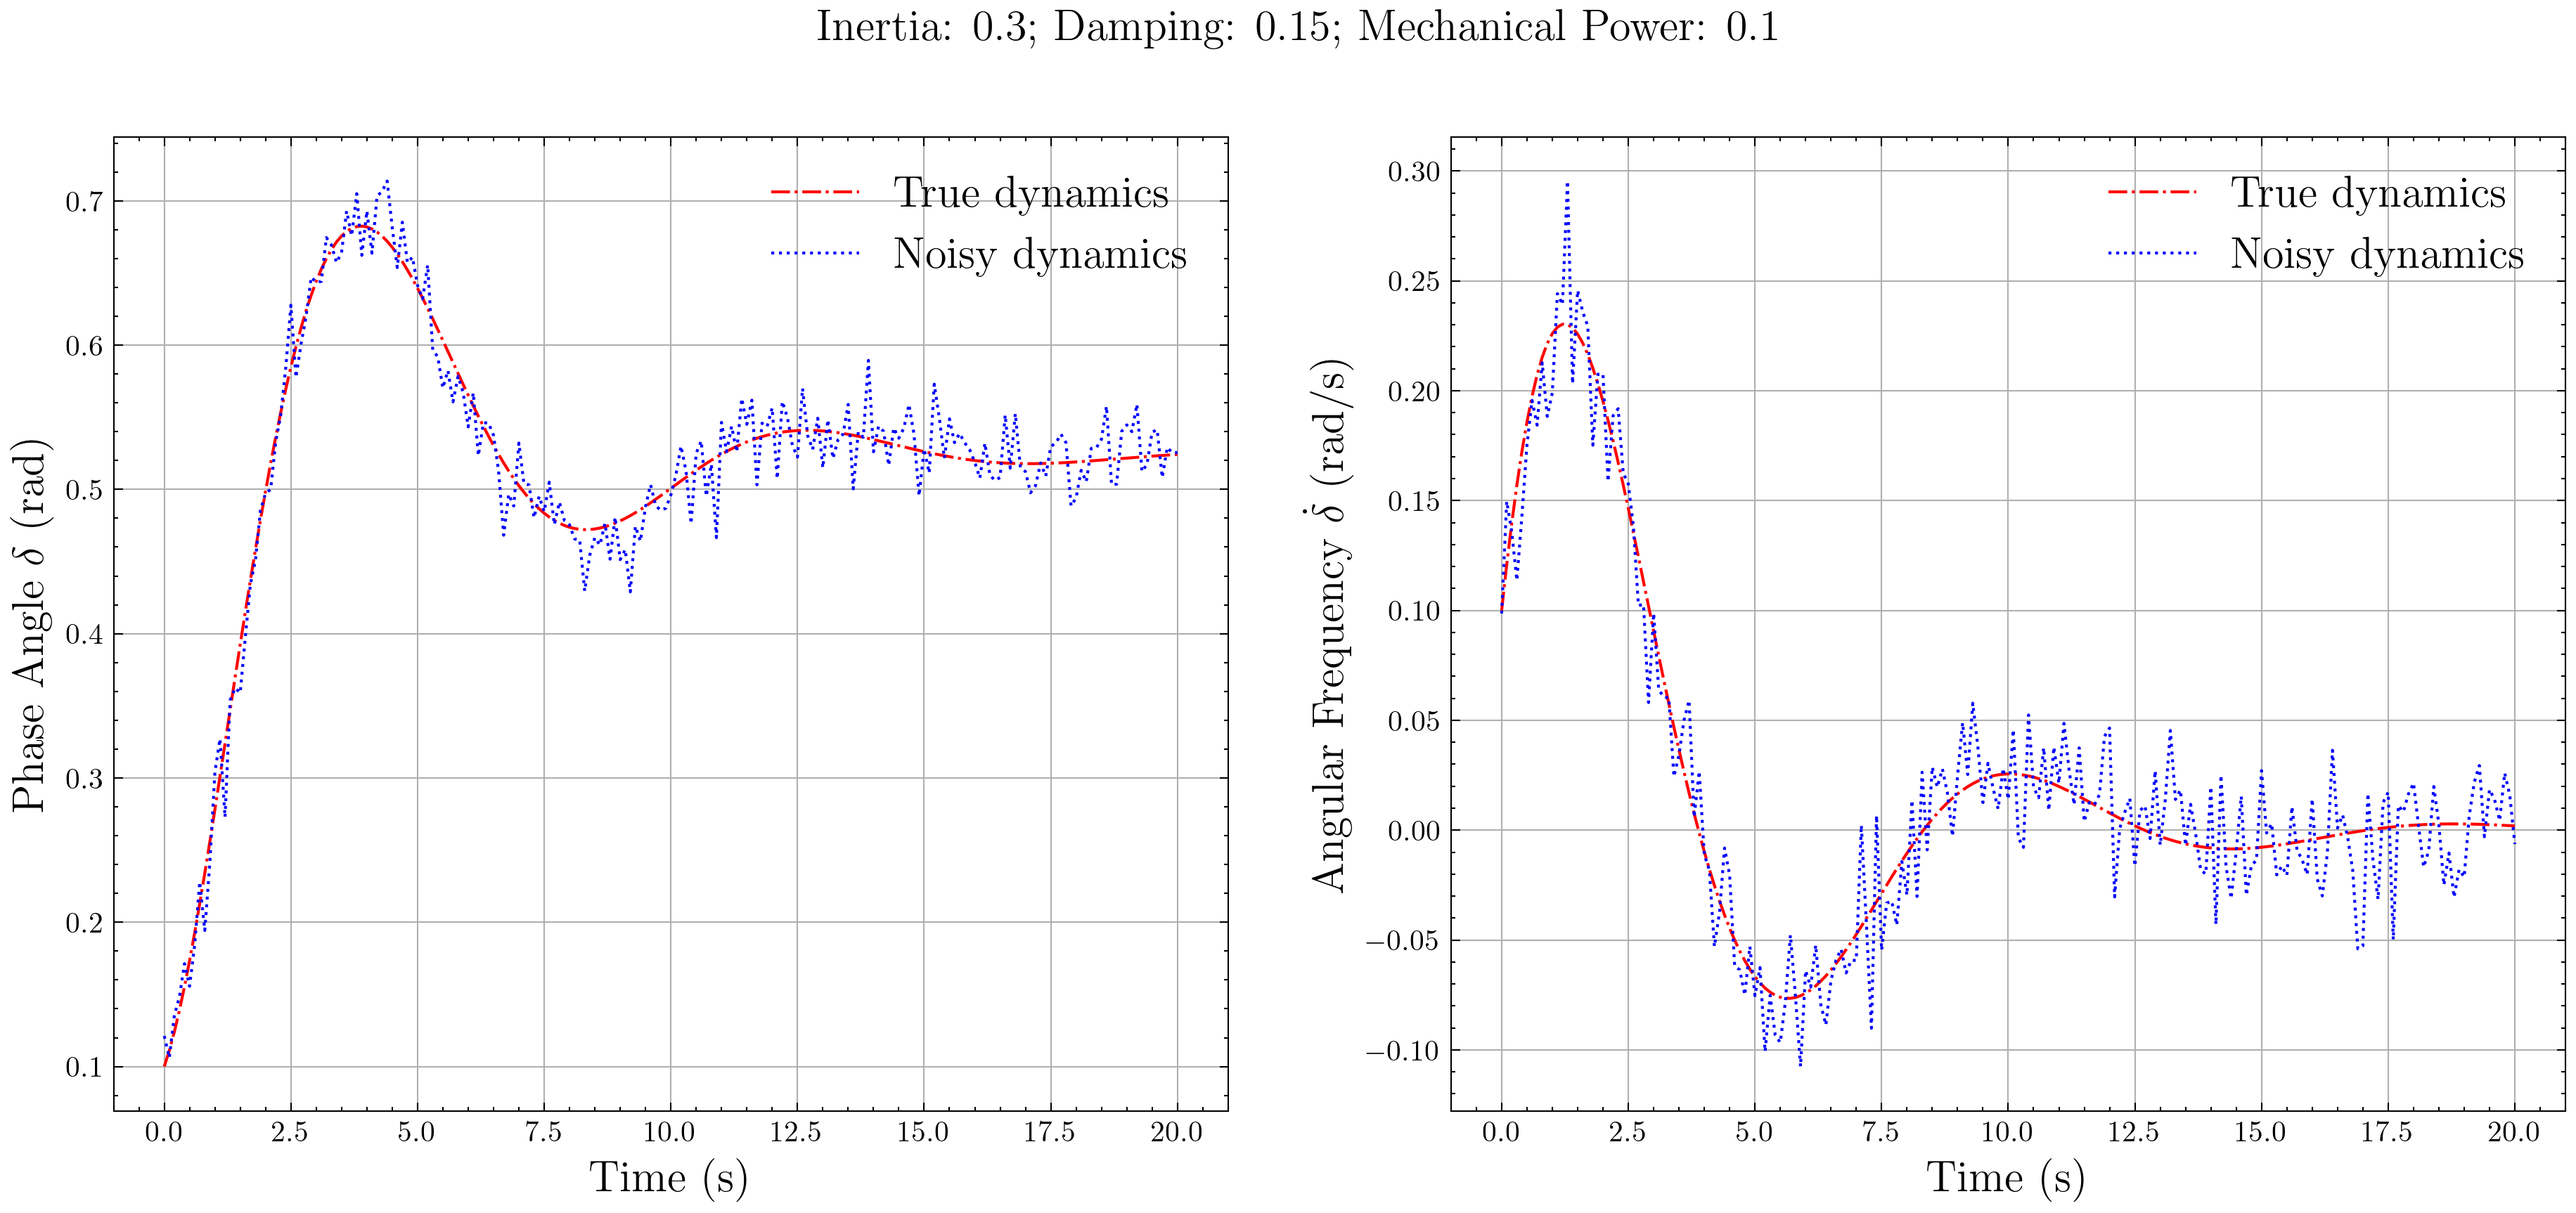 Inertia: 0.3; Damping: 0.15; Mechanical Power: 0.1
Phase Angle δ (rad)
0.7
0.6
0.5
0.4
0.3
0.2
0.1
True dynamics
Noisy dynamics
0.0 2.5 5.0 7.5 10.0 12.5 15.0 17.5 20.0
Time (s)
Angular Frequency δ̇ (rad/s)
0.30
0.25
0.20
0.15
0.10
0.05
0.00
−0.05
−0.10
True dynamics
Noisy dynamics
0.0 2.5 5.0 7.5 10.0 12.5 15.0 17.5 20.0
Time (s)